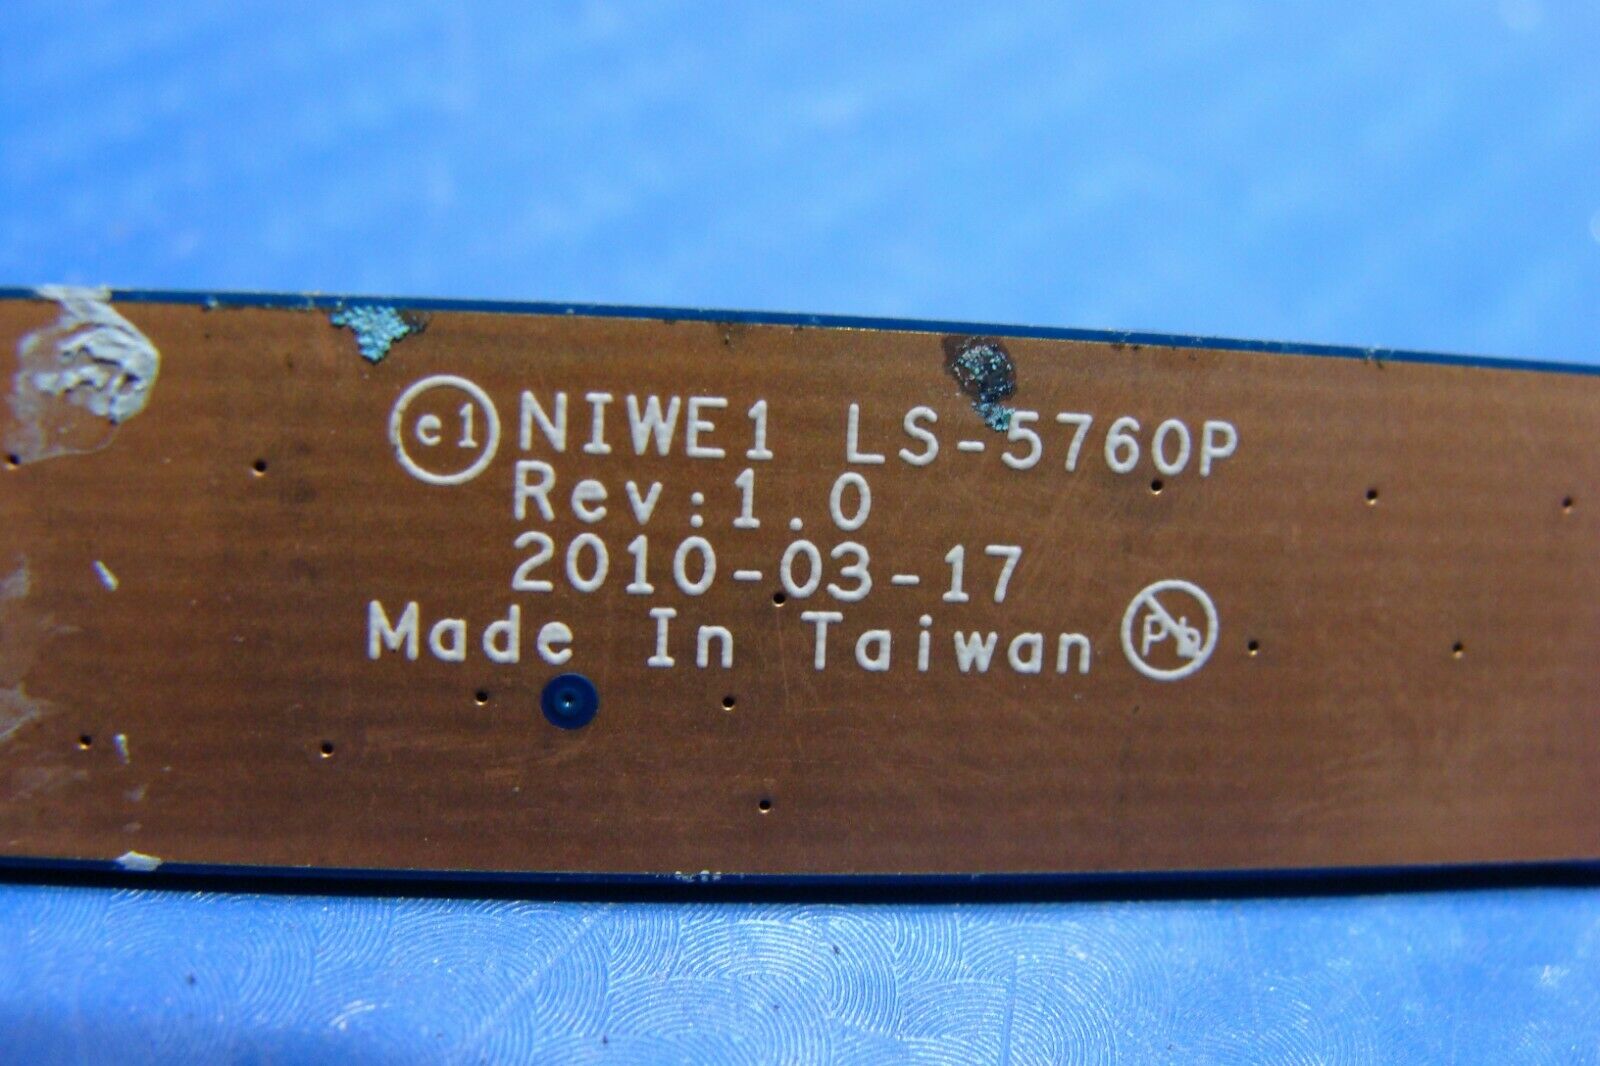 e1 NIWE1 LS-5760P
Rev:1.0
2010-03-17
Made In Taiwan Pb